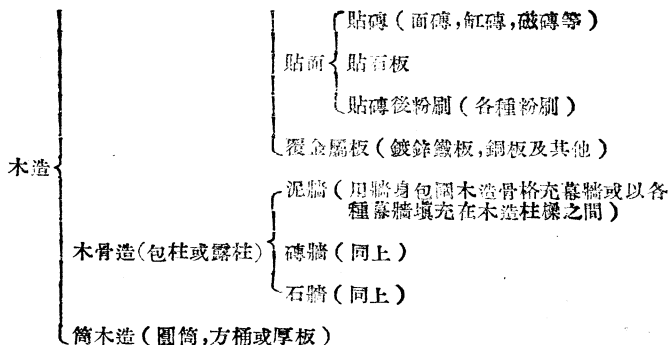 貼磚（面磚，缸磚，磁磚等）
貼面
貼石板
貼磚後粉刷（各種粉刷）
覆金屬板（鍍鋅鐵板，銅板及其他）
木造
泥牆（用牆身包圍木造骨格充幕牆或以各
種幕牆填充在木造柱樑之間）
木骨造（包柱或露柱）
磚牆（同上）
石牆（同上）
筒木造（圓筒，方桶或厚板）